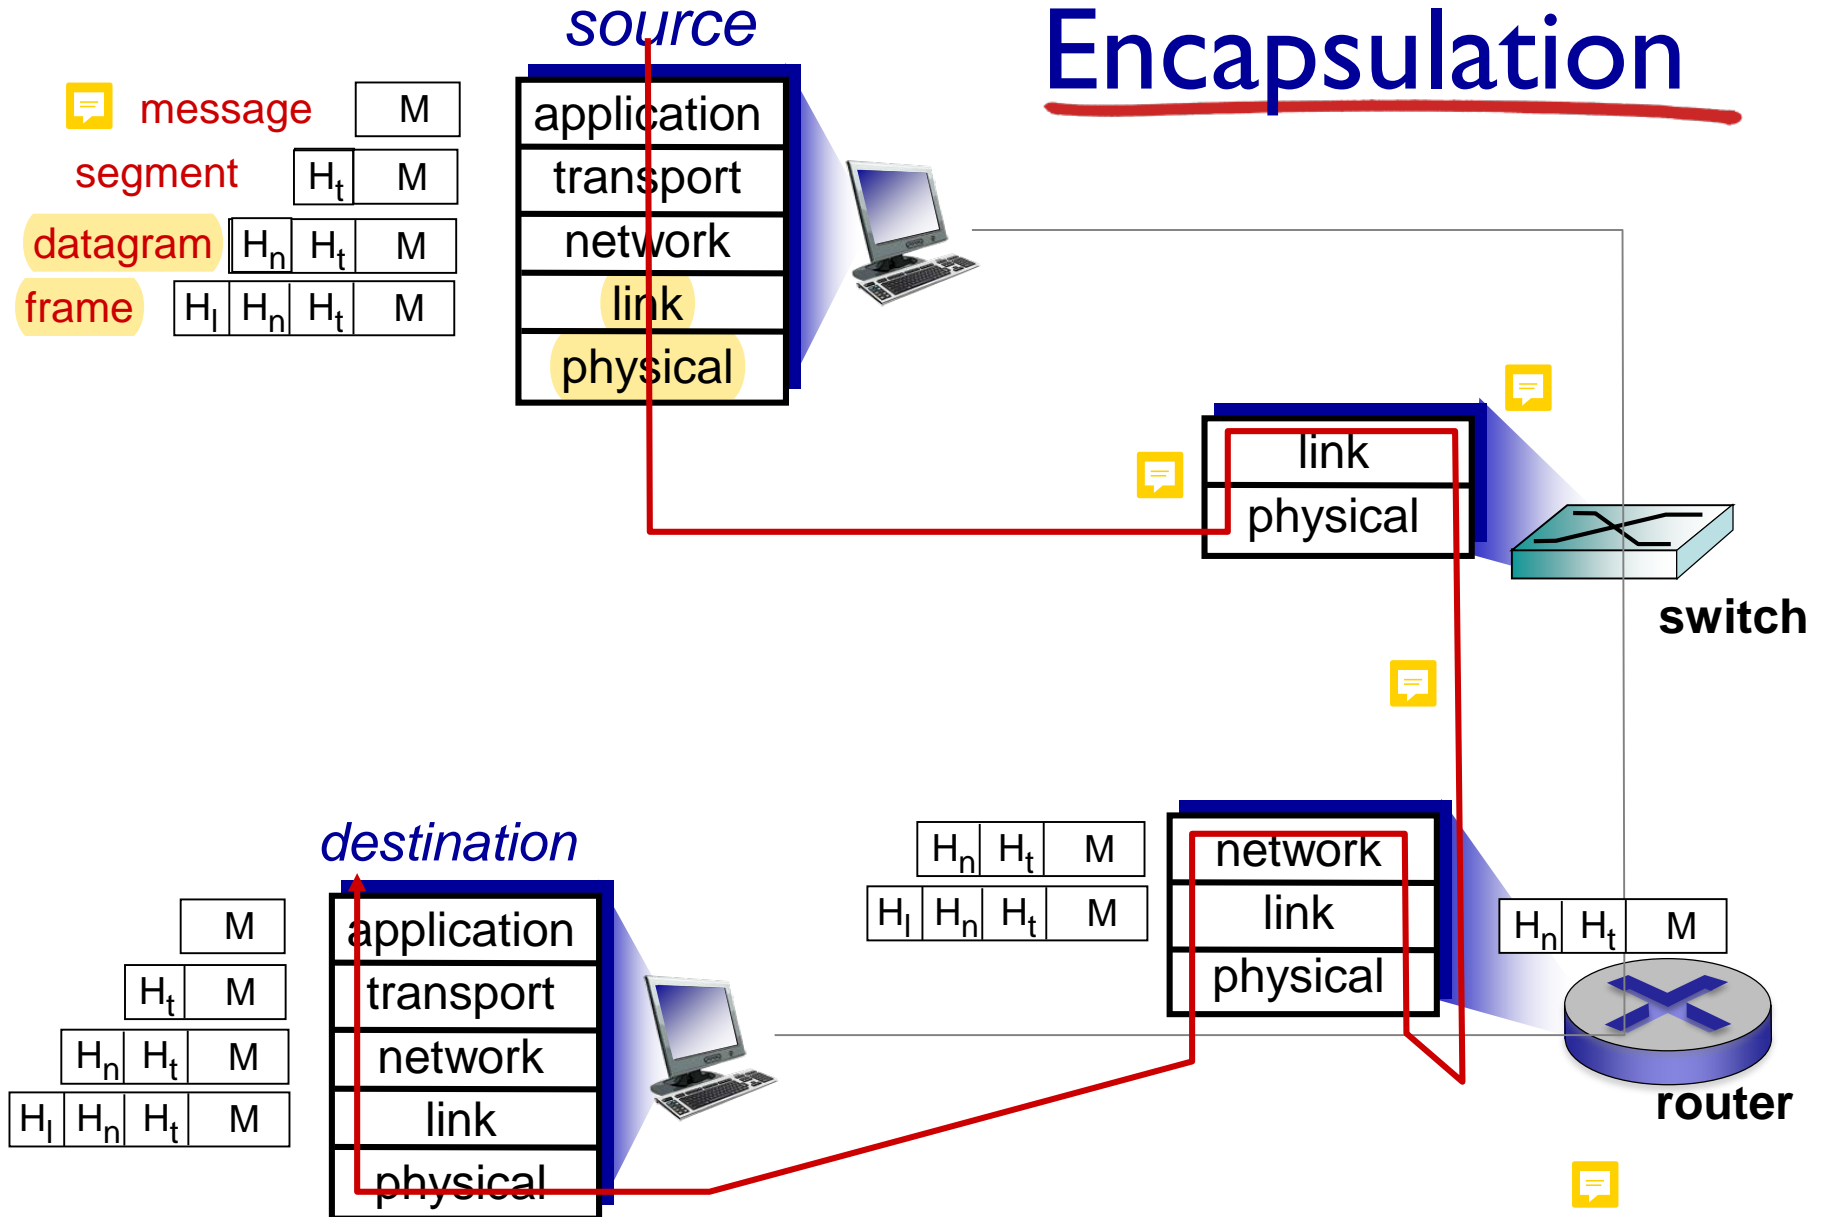 Encapsulation
source
message M
segment Ht M
datagram Hn Ht M
frame Hl Hn Ht M
application
transport
network
link
physical
link
physical
switch
destination
M
Ht M
Hn Ht M
Hl Hn Ht M
application
transport
network
link
physical
Hn Ht M
Hl Hn Ht M
network
link
physical
Hn Ht M
router